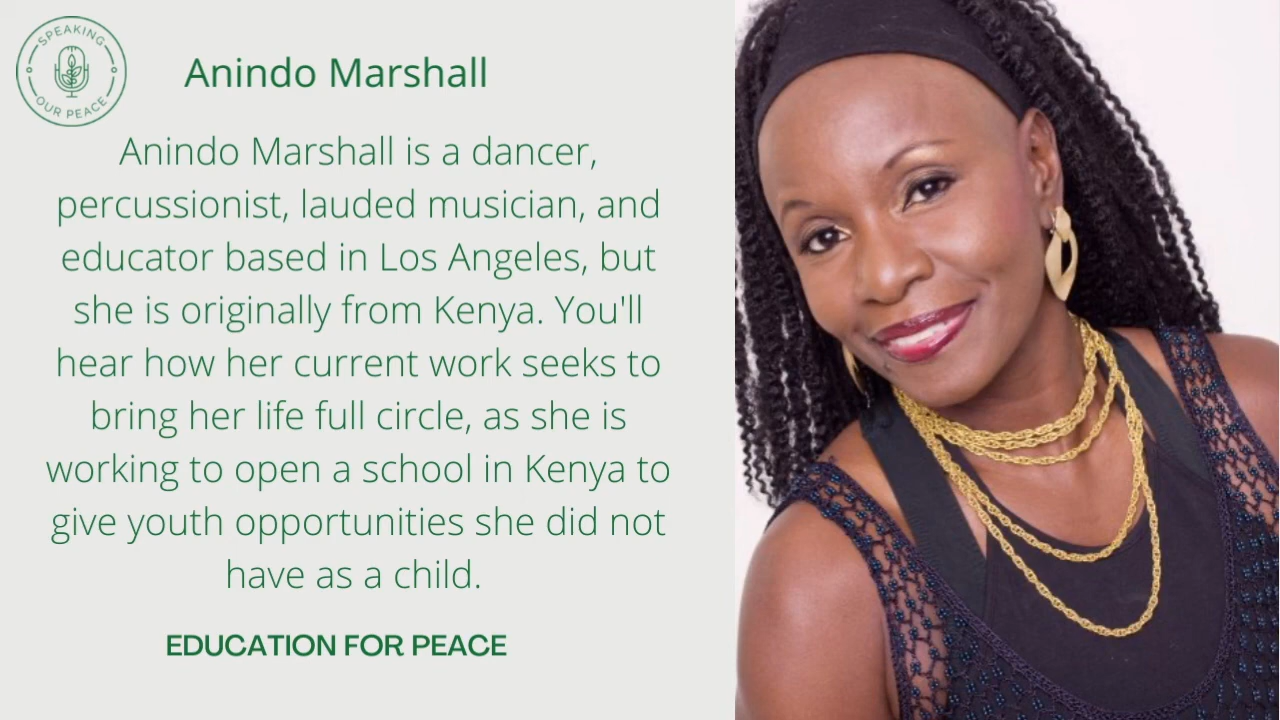 SPEAKING
OUR PEACE
Anindo Marshall
Anindo Marshall is a dancer,
percussionist, lauded musician, and
educator based in Los Angeles, but
she is originally from Kenya. You'll
hear how her current work seeks to
bring her life full circle, as she is
working to open a school in Kenya to
give youth opportunities she did not
have as a child.
EDUCATION FOR PEACE